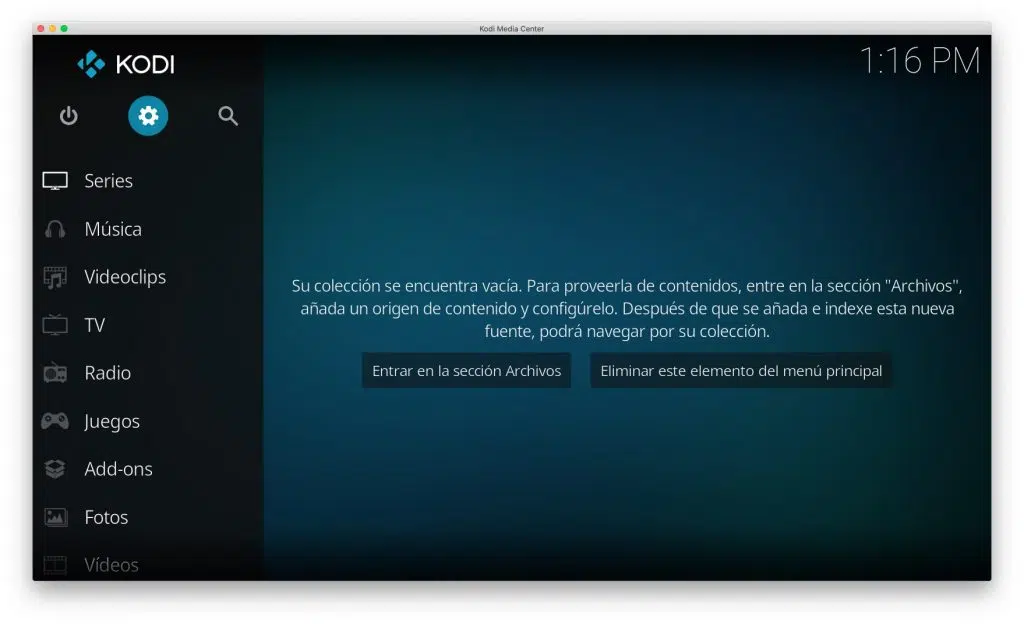 Kodi Media Center
KODI
1:16 PM
Series
Música
Videoclips
TV
Radio
Juegos
Add-ons
Fotos
Vídeos
Su colección se encuentra vacía. Para proveerla de contenidos, entre en la sección "Archivos",
añada un origen de contenido y configúrelo. Después de que se añada e indexe esta nueva
fuente, podrá navegar por su colección.
Entrar en la sección Archivos
Eliminar este elemento del menú principal